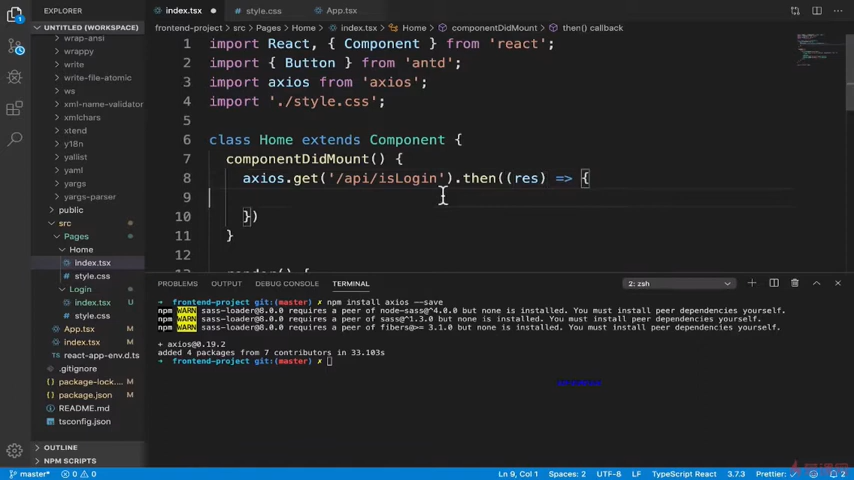 EXPLORER
index.tsx
style.css
App.tsx
UNTITLED (WORKSPACE)
frontend-project > src > Pages > Home > index.tsx > Home > componentDidMount > then() callback
wrap-ansi
wrappy
write
write-file-atomic
ws
xml-name-validator
xmlchars
xtend
y18n
yallist
yaml
yargs
yargs-parser
public
src
Pages
Home
index.tsx
style.css
Login
index.tsx U
style.css
App.tsx M
index.tsx M
react-app-env.d.ts
.gitignore
package-lock.... M
package.json M
README.md
tsconfig.json
OUTLINE
NPM SCRIPTS
1 import React, { Component } from 'react';
2 import { Button } from 'antd';
3 import axios from 'axios';
4 import './style.css';
5
6 class Home extends Component {
7 componentDidMount() {
8 axios.get('/api/isLogin').then((res) => {
9
10 })
11 }
12
PROBLEMS OUTPUT DEBUG CONSOLE TERMINAL 2: zsh
➜ frontend-project git:(master) ✗ npm install axios --save
npm WARN sass-loader@8.0.0 requires a peer of node-sass@^4.0.0 but none is installed. You must install peer dependencies yourself.
npm WARN sass-loader@8.0.0 requires a peer of sass@^1.3.0 but none is installed. You must install peer dependencies yourself.
npm WARN sass-loader@8.0.0 requires a peer of fibers@>= 3.1.0 but none is installed. You must install peer dependencies yourself.
+ axios@0.19.2
added 4 packages from 7 contributors in 33.103s
➜ frontend-project git:(master) ✗
master* 0 0 Ln 9, Col 1 Spaces: 2 UTF-8 LF TypeScript React 3.7.3 Prettier: ✓ 2